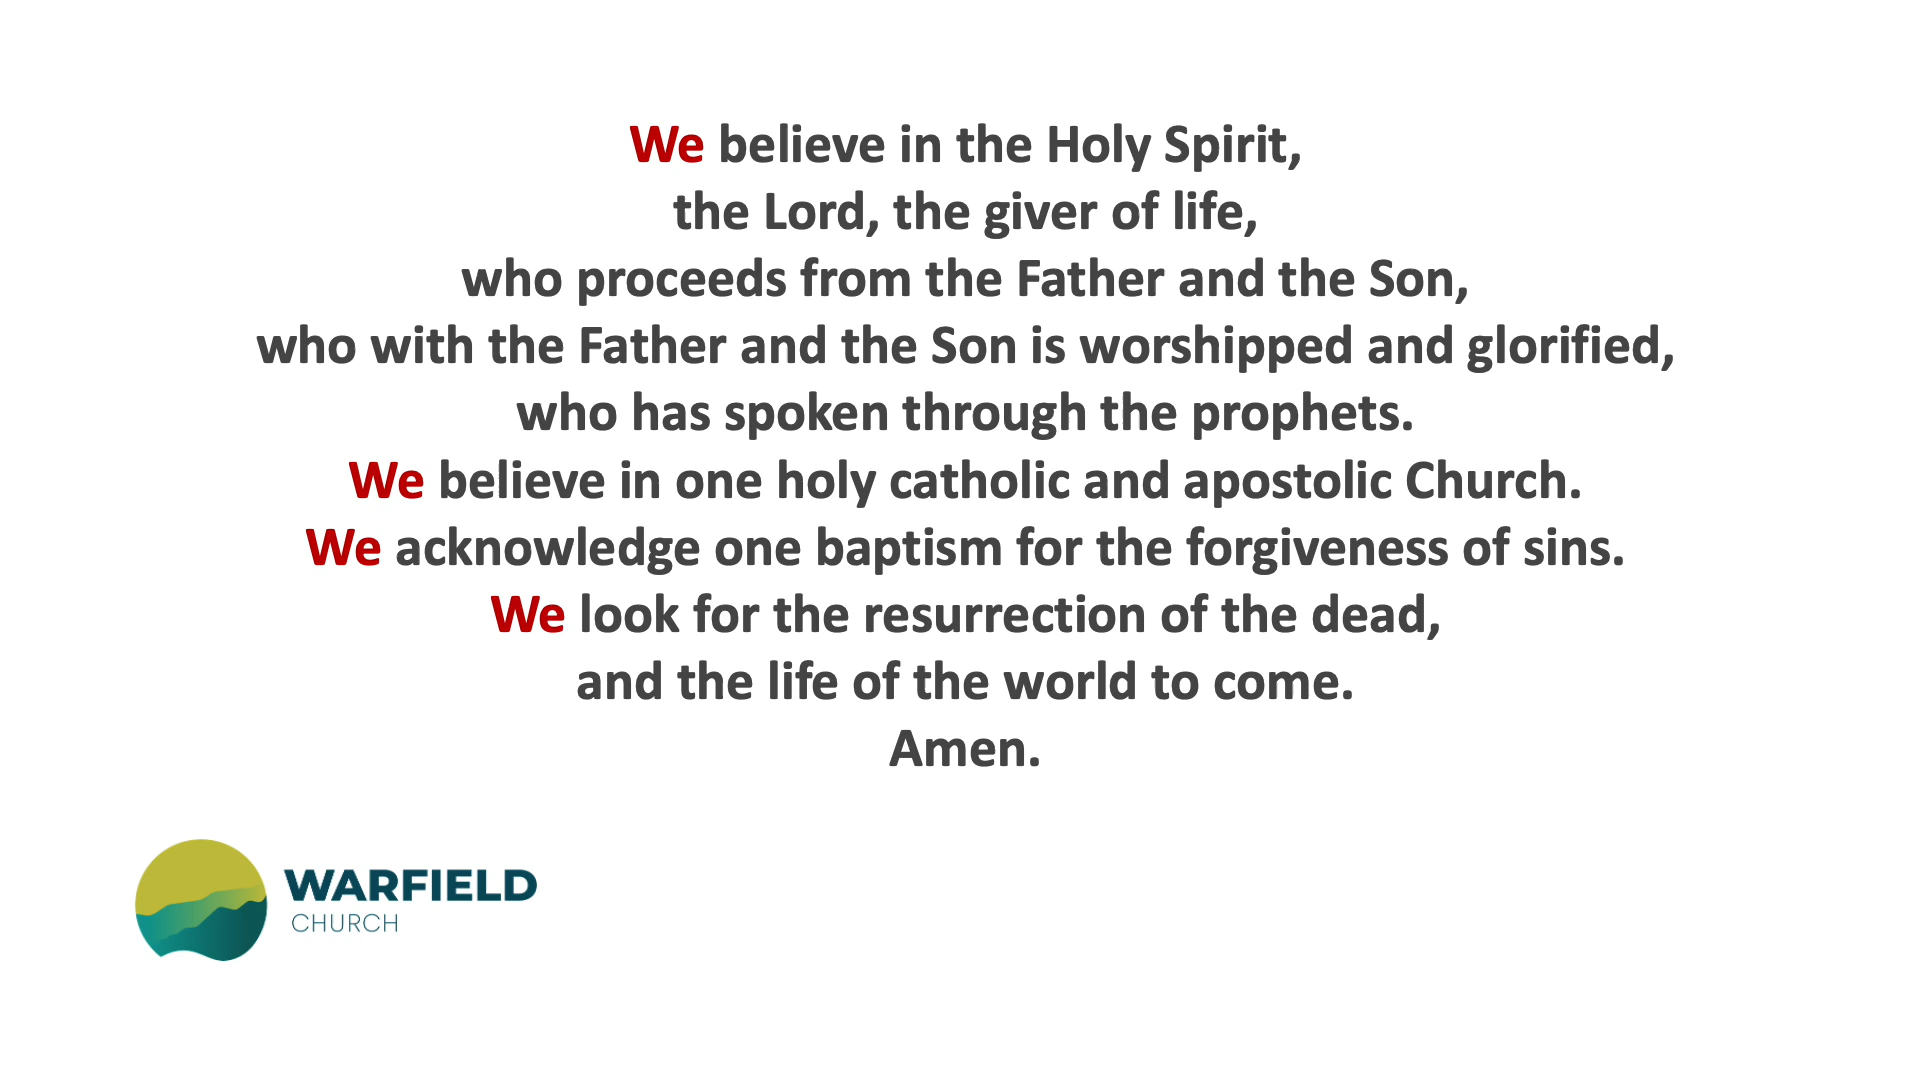 We believe in the Holy Spirit,
the Lord, the giver of life,
who proceeds from the Father and the Son,
who with the Father and the Son is worshipped and glorified,
who has spoken through the prophets.
We believe in one holy catholic and apostolic Church.
We acknowledge one baptism for the forgiveness of sins.
We look for the resurrection of the dead,
and the life of the world to come.
Amen.
WARFIELD
CHURCH